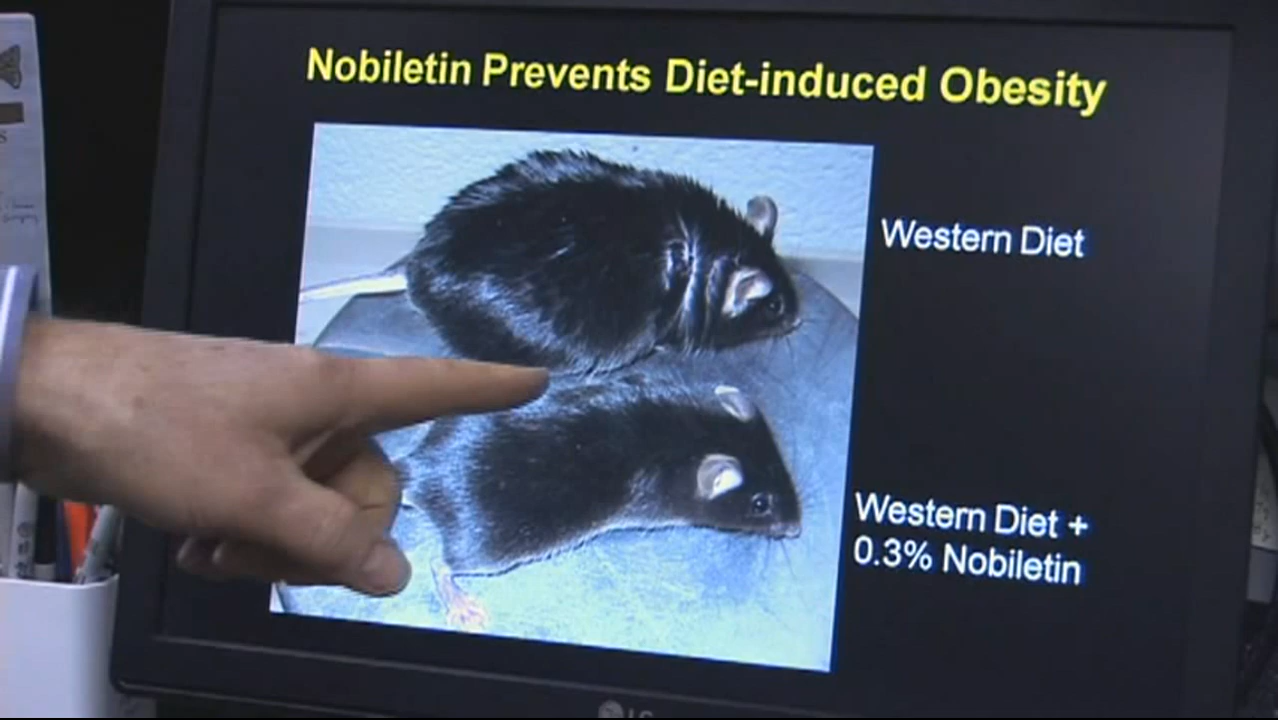 Nobiletin Prevents Diet-induced Obesity
Western Diet
Western Diet +
0.3% Nobiletin
LG